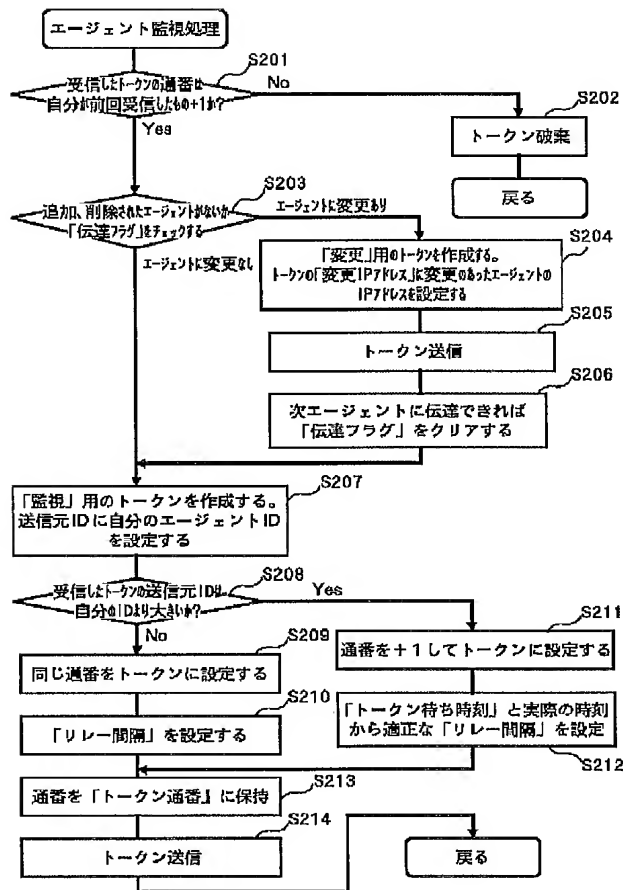 エージェント監視処理
S201
受信したトークンの通番は
自分が前回受信したもの+1か?
No
Yes
S202
トークン破棄
戻る
S203
追加、削除されたエージェントがないか
「伝達フラグ」をチェックする
エージェントに変更あり
エージェントに変更なし
S204
「変更」用のトークンを作成する。
トークンの「変更IPアドレス」に変更のあったエージェントの
IPアドレスを設定する
S205
トークン送信
S206
次エージェントに伝達できれば
「伝達フラグ」をクリアする
S207
「監視」用のトークンを作成する。
送信元IDに自分のエージェントID
を設定する
S208
受信したトークンの送信元IDは
自分のIDより大きいか?
Yes
No
S209
同じ通番をトークンに設定する
S210
「リレー間隔」を設定する
S211
通番を+1してトークンに設定する
「トークン待ち時刻」と実際の時刻
から適正な「リレー間隔」を設定
S212
S213
通番を「トークン通番」に保持
S214
トークン送信
戻る